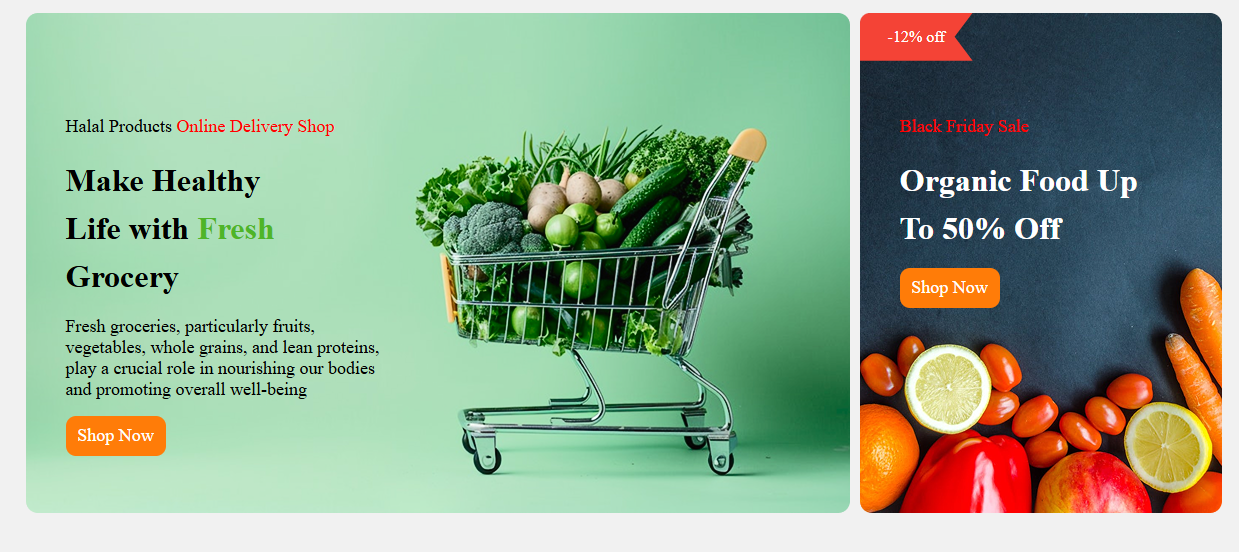 Halal Products Online Delivery Shop
Make Healthy
Life with Fresh
Grocery
Fresh groceries, particularly fruits,
vegetables, whole grains, and lean proteins,
play a crucial role in nourishing our bodies
and promoting overall well-being
Shop Now
-12% off
Black Friday Sale
Organic Food Up
To 50% Off
Shop Now